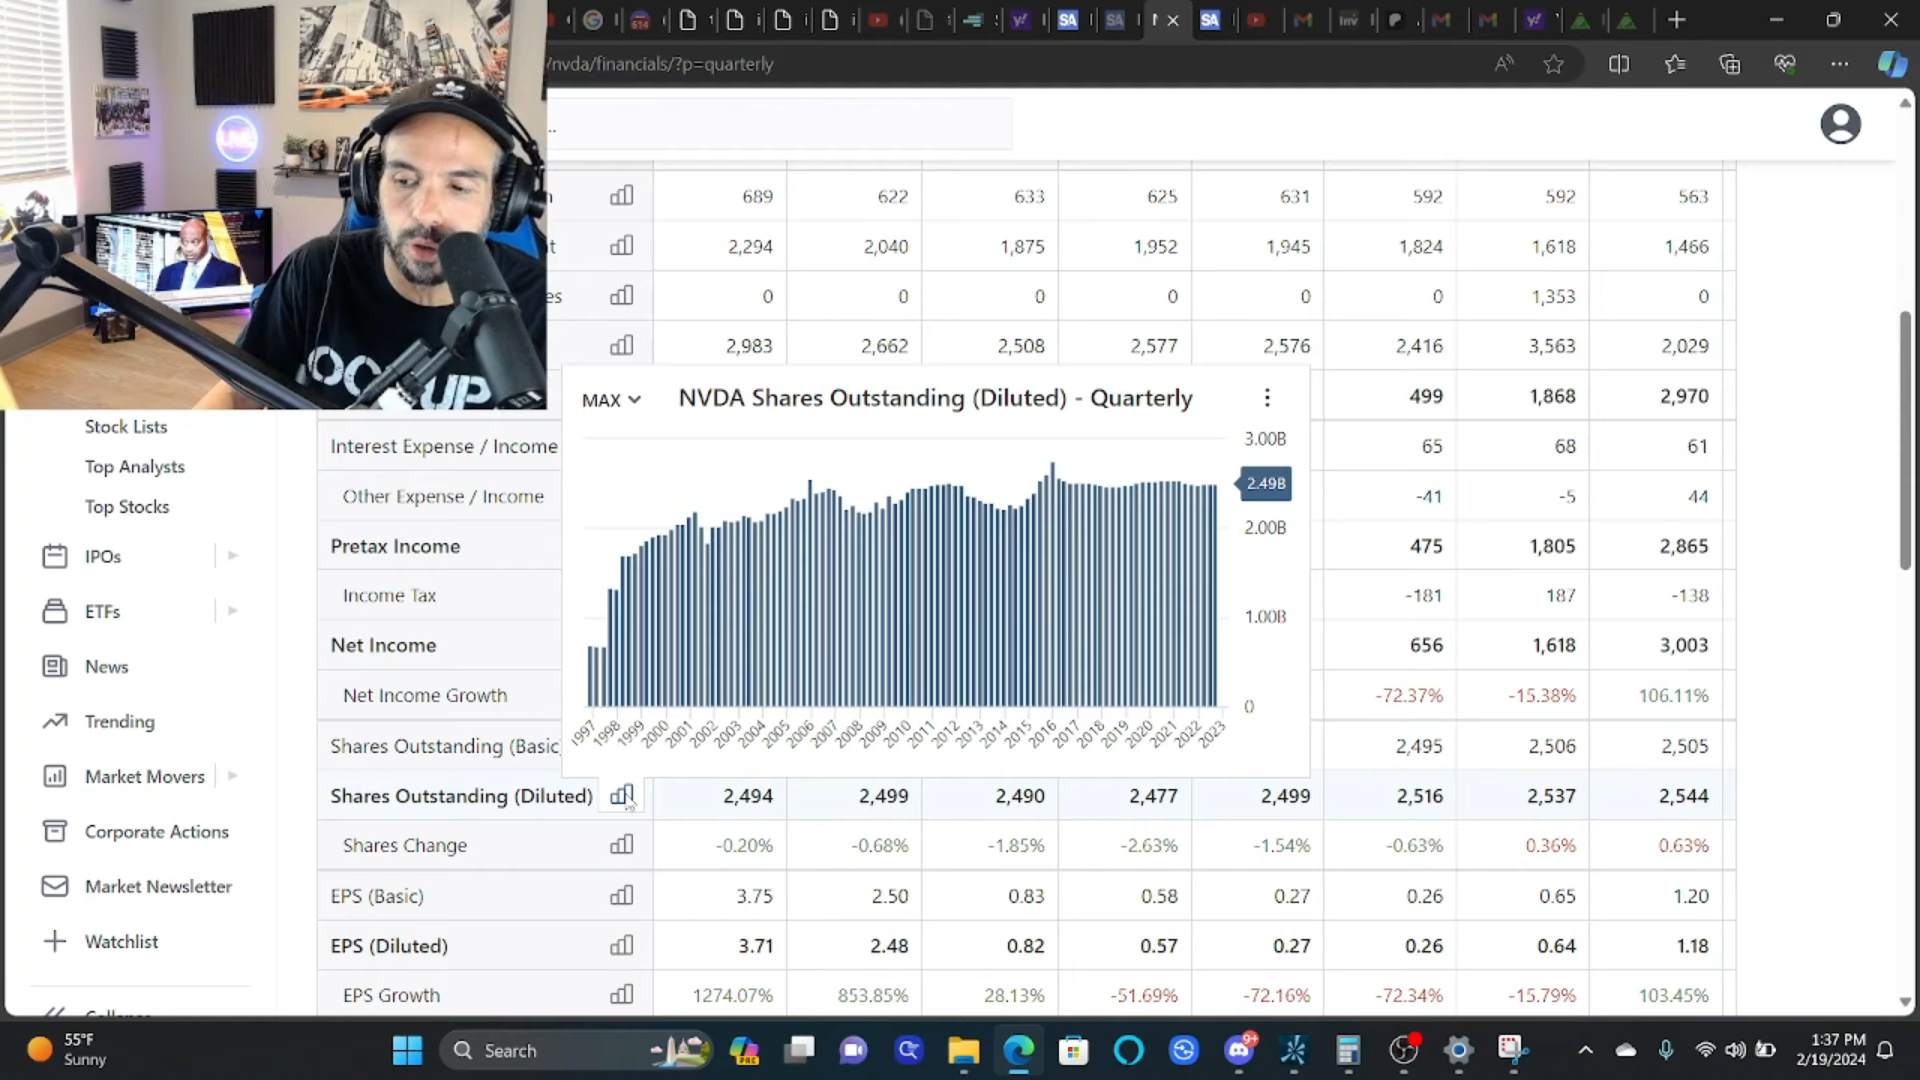 LIVE
/nvda/financials/?p=quarterly
689 622 633 625 631 592 592 563
2,294 2,040 1,875 1,952 1,945 1,824 1,618 1,466
0 0 0 0 0 0 1,353 0
2,983 2,662 2,508 2,577 2,576 2,416 3,563 2,029
499 1,868 2,970
MAX NVDA Shares Outstanding (Diluted) - Quarterly
3.00B
2.49B
2.00B
1.00B
0
1997 1998 1999 2000 2001 2002 2003 2004 2005 2006 2007 2008 2009 2010 2011 2012 2013 2014 2015 2016 2017 2018 2019 2020 2021 2022 2023
Stock Lists
Top Analysts
Top Stocks
IPOs
ETFs
News
Trending
Market Movers
Corporate Actions
Market Newsletter
Watchlist
Collapse
Interest Expense / Income 65 68 61
Other Expense / Income -41 -5 44
Pretax Income 475 1,805 2,865
Income Tax -181 187 -138
Net Income 656 1,618 3,003
Net Income Growth -72.37% -15.38% 106.11%
Shares Outstanding (Basic 2,495 2,506 2,505
Shares Outstanding (Diluted) 2,494 2,499 2,490 2,477 2,499 2,516 2,537 2,544
Shares Change -0.20% -0.68% -1.85% -2.63% -1.54% -0.63% 0.36% 0.63%
EPS (Basic) 3.75 2.50 0.83 0.58 0.27 0.26 0.65 1.20
EPS (Diluted) 3.71 2.48 0.82 0.57 0.27 0.26 0.64 1.18
EPS Growth 1274.07% 853.85% 28.13% -51.69% -72.16% -72.34% -15.79% 103.45%
55°F
Sunny
Search
9+
1:37 PM
2/19/2024